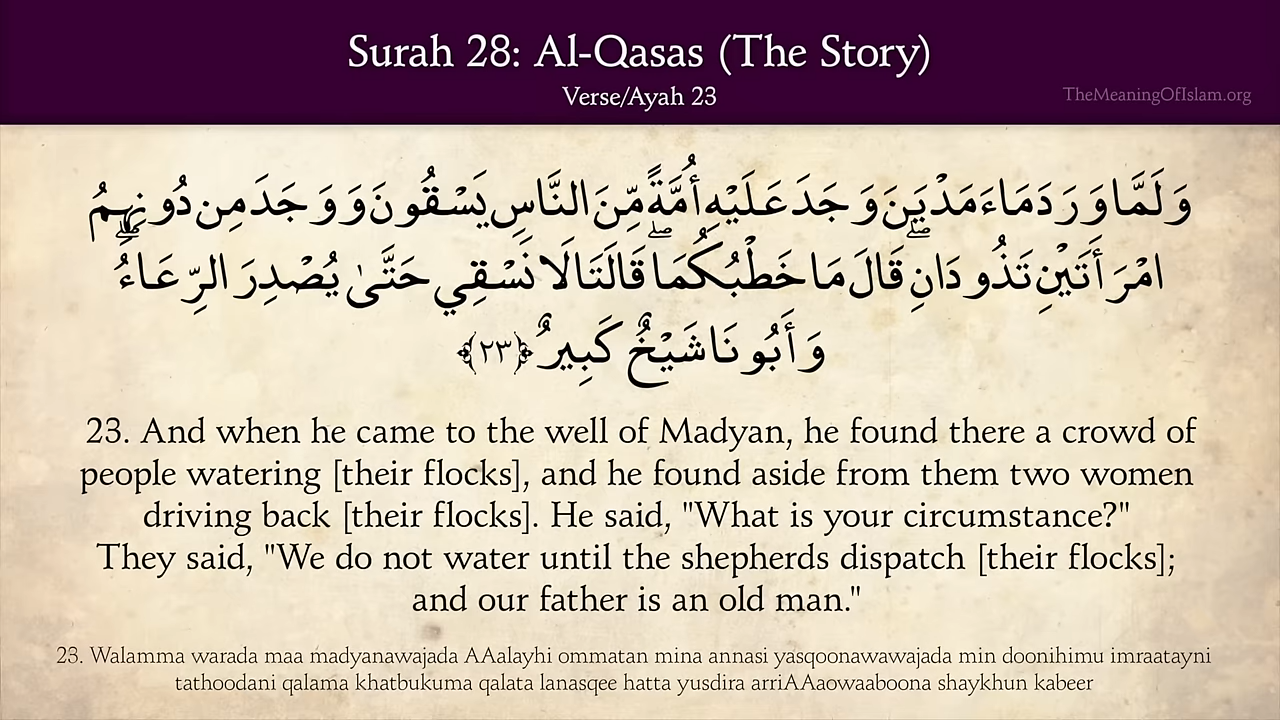 Surah 28: Al-Qasas (The Story)
Verse/Ayah 23
TheMeaningOfIslam.org
وَلَمَّا وَرَدَ مَاءَ مَدْيَنَ وَجَدَ عَلَيْهِ أُمَّةً مِّنَ النَّاسِ يَسْقُونَ وَوَجَدَ مِن دُونِهِمُ
امْرَأَتَيْنِ تَذُودَانِ ۖ قَالَ مَا خَطْبُكُمَا ۖ قَالَتَا لَا نَسْقِي حَتَّىٰ يُصْدِرَ الرِّعَاءُ ۖ
وَأَبُونَا شَيْخٌ كَبِيرٌ ﴿٢٣﴾
23. And when he came to the well of Madyan, he found there a crowd of
people watering [their flocks], and he found aside from them two women
driving back [their flocks]. He said, "What is your circumstance?"
They said, "We do not water until the shepherds dispatch [their flocks];
and our father is an old man."
23. Walamma warada maa madyanawajada AAalayhi ommatan mina annasi yasqoonawawajada min doonihimu imraatayni
tathoodani qalama khatbukuma qalata lanasqee hatta yusdira arriAAaowaaboona shaykhun kabeer